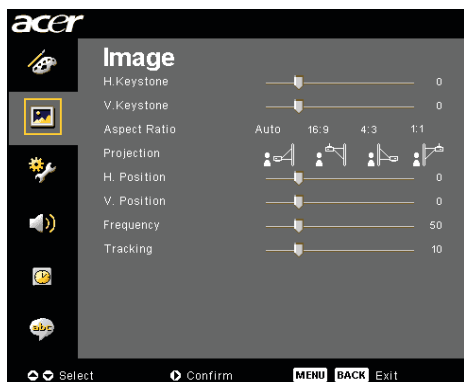 acer
Image
H.Keystone 0
V.Keystone 0
Aspect Ratio Auto 16:9 4:3 1:1
Projection
H. Position 0
V. Position 0
Frequency 50
Tracking 10
abc
Select Confirm MENU BACK Exit